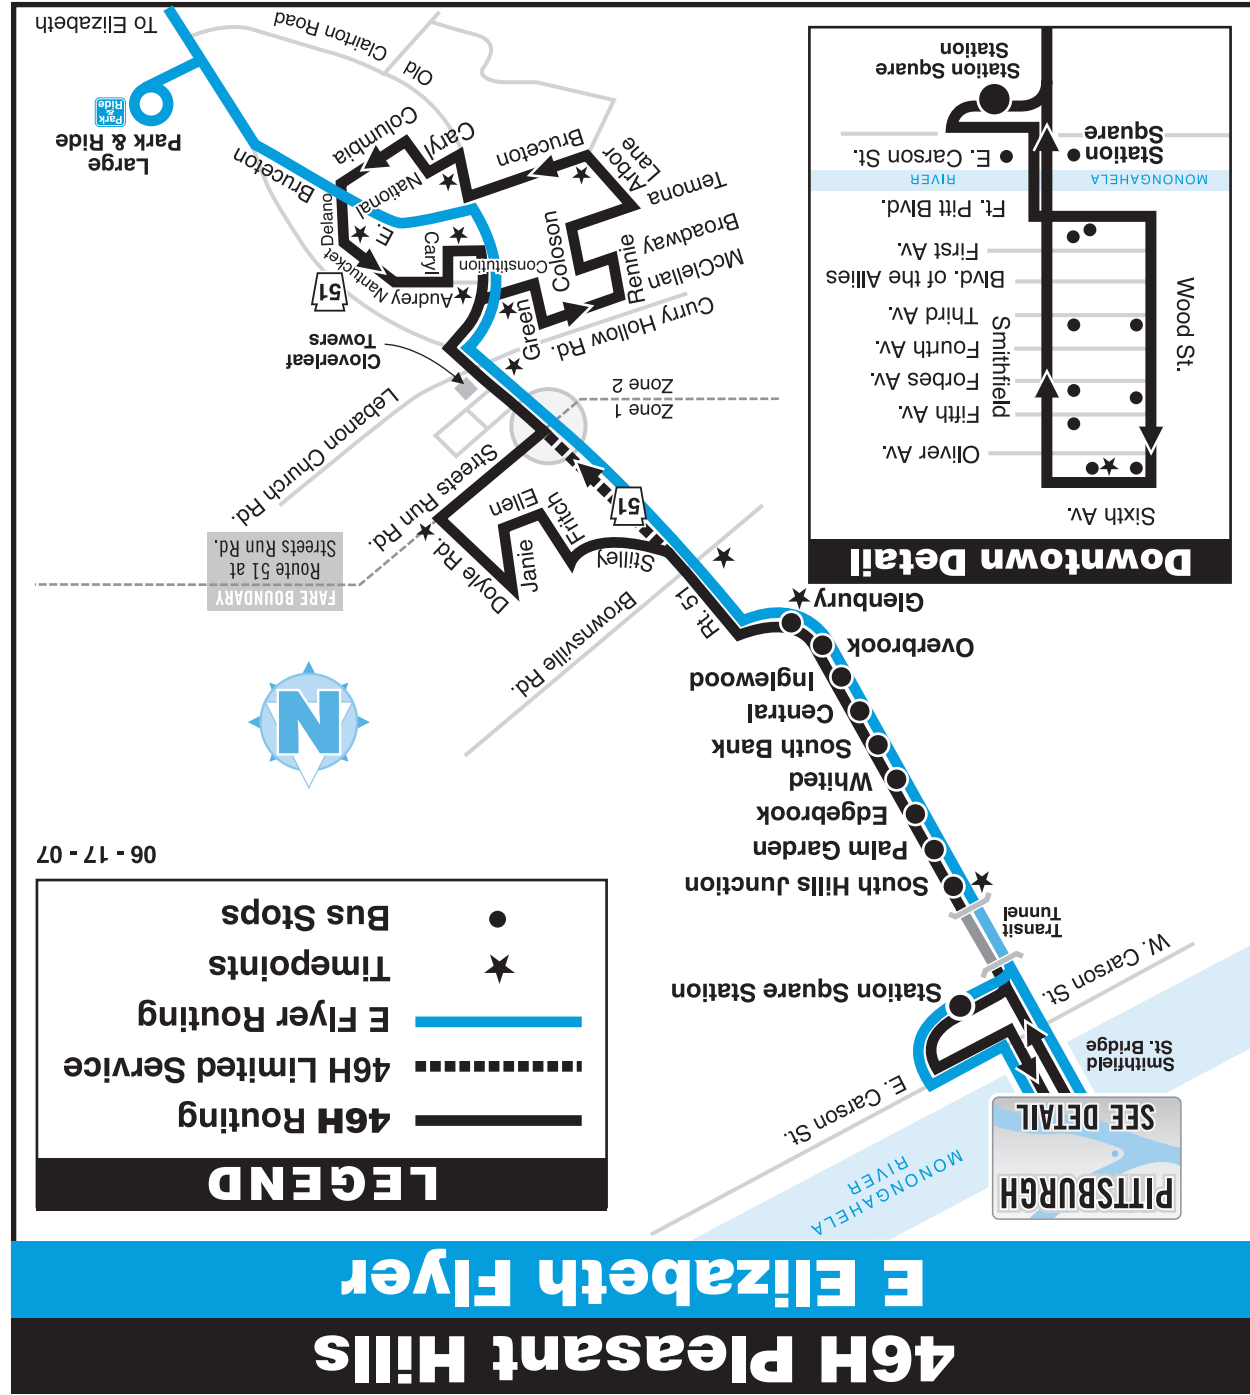 46H Pleasant Hills
E Elizabeth Flyer
LEGEND
46H Routing
46H Limited Service
E Flyer Routing
Timepoints
Bus Stops
06 - 17 - 07
PITTSBURGH
SEE DETAIL
MONONGAHELA
RIVER
Smithfield
St. Bridge
E. Carson St.
W. Carson St.
Station Square Station
Transit
Tunnel
South Hills Junction
Palm Garden
Edgebrook
Whited
South Bank
Central
Inglewood
Overbrook
Glenbury
Brownsville Rd.
Rt. 51
51
Stilley
Fritch
Ellen
Janie
Doyle Rd.
Streets Run Rd.
FARE BOUNDARY
Route 51 at
Streets Run Rd.
Zone 1
Zone 2
Lebanon Church Rd.
Cloverleaf
Towers
Curry Hollow Rd.
McClellan
Broadway
Temona
Green
Rennie
Coloson
Constitution
51
Audrey
Nantucket
Caryl
Delano
E.
National
Arbor
Lane
Bruceton
Caryl
Columbia
Bruceton
Old
Clairton Road
Large
Park & Ride
Park
&
Ride
To Elizabeth
Downtown Detail
Sixth Av.
Oliver Av.
Fifth Av.
Forbes Av.
Fourth Av.
Third Av.
Blvd. of the Allies
First Av.
Ft. Pitt Blvd.
Smithfield
Wood St.
MONONGAHELA
RIVER
E. Carson St.
Station
Square
Station Square
Station